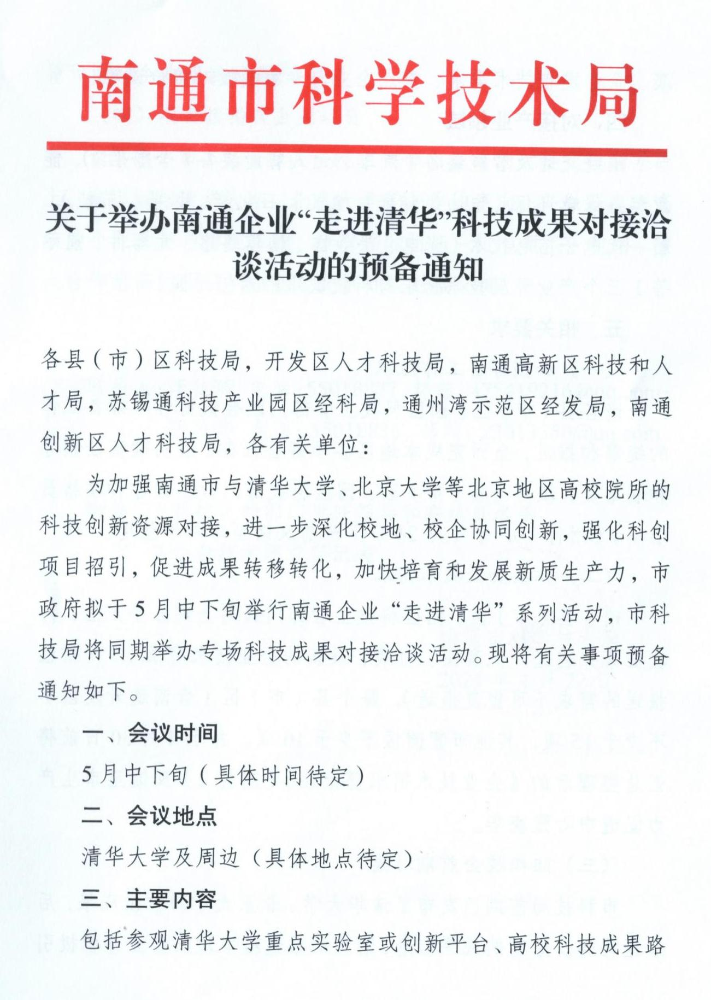 南通市科学技术局
关于举办南通企业“走进清华”科技成果对接洽
谈活动的预备通知
各县（市）区科技局，开发区人才科技局，南通高新区科技和人
才局，苏锡通科技产业园区经科局，通州湾示范区经发局，南通
创新区人才科技局，各有关单位：
为加强南通市与清华大学、北京大学等北京地区高校院所的
科技创新资源对接，进一步深化校地、校企协同创新，强化科创
项目招引，促进成果转移转化，加快培育和发展新质生产力，市
政府拟于5月中下旬举行南通企业“走进清华”系列活动，市科
技局将同期举办专场科技成果对接洽谈活动。现将有关事项预备
通知如下。
一、会议时间
5月中下旬（具体时间待定）
二、会议地点
清华大学及周边（具体地点待定）
三、主要内容
包括参观清华大学重点实验室或创新平台、高校科技成果路